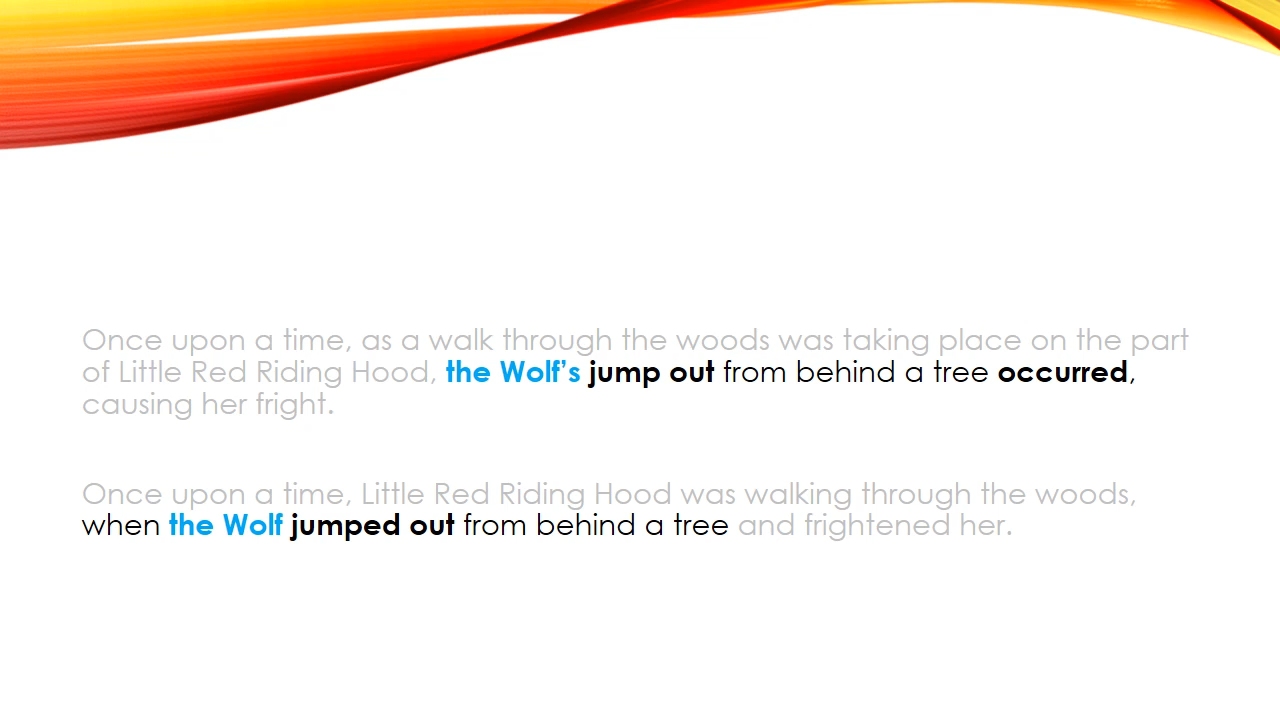 Once upon a time, as a walk through the woods was taking place on the part
of Little Red Riding Hood, the Wolf’s jump out from behind a tree occurred,
causing her fright.
Once upon a time, Little Red Riding Hood was walking through the woods,
when the Wolf jumped out from behind a tree and frightened her.